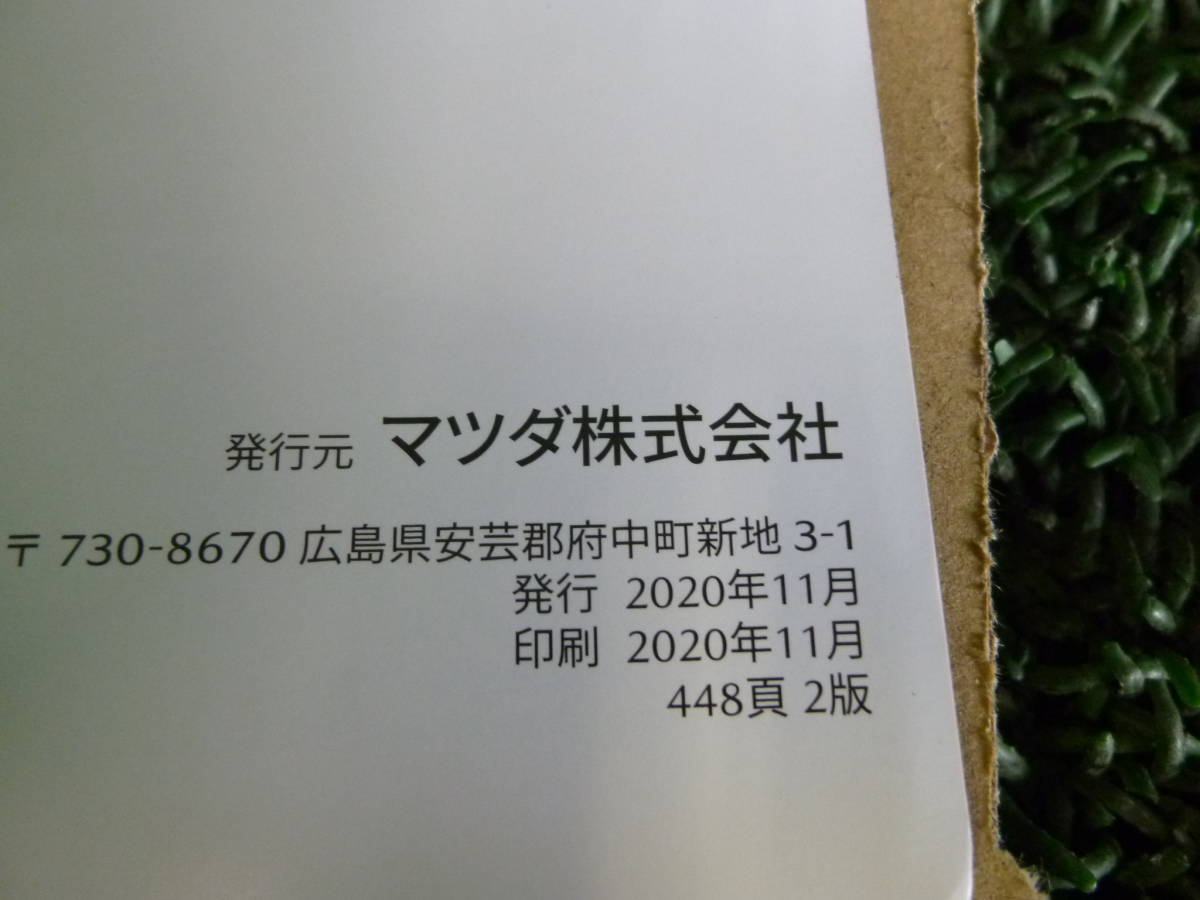 発行元 マツダ株式会社
〒 730-8670 広島県安芸郡府中町新地 3-1
発行 2020年11月
印刷 2020年11月
448頁 2版